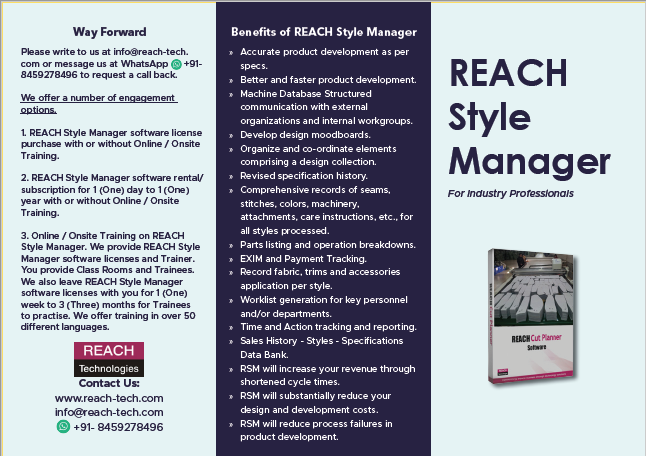 Way Forward
Please write to us at info@reach-tech.
com or message us at WhatsApp +91-
8459278496 to request a call back.
We offer a number of engagement
options.
1. REACH Style Manager software license
purchase with or without Online / Onsite
Training.
2. REACH Style Manager software rental/
subscription for 1 (One) day to 1 (One)
year with or without Online / Onsite
Training.
3. Online / Onsite Training on REACH
Style Manager. We provide REACH Style
Manager software licenses and Trainer.
You provide Class Rooms and Trainees.
We also leave REACH Style Manager
software licenses with you for 1 (One)
week to 3 (Three) months for Trainees
to practise. We offer training in over 50
different languages.
REACH
Technologies
Contact Us:
www.reach-tech.com
info@reach-tech.com
+91- 8459278496
Benefits of REACH Style Manager
» Accurate product development as per
specs.
» Better and faster product development.
» Machine Database Structured
communication with external
organizations and internal workgroups.
» Develop design moodboards.
» Organize and co-ordinate elements
comprising a design collection.
» Revised specification history.
» Comprehensive records of seams,
stitches, colors, machinery,
attachments, care instructions, etc., for
all styles processed.
» Parts listing and operation breakdowns.
» EXIM and Payment Tracking.
» Record fabric, trims and accessories
application per style.
» Worklist generation for key personnel
and/or departments.
» Time and Action tracking and reporting.
» Sales History - Styles - Specifications
Data Bank.
» RSM will increase your revenue through
shortened cycle times.
» RSM will substantially reduce your
design and development costs.
» RSM will reduce process failures in
product development.
REACH
Style
Manager
For Industry Professionals
REACH Cut Planner
Software